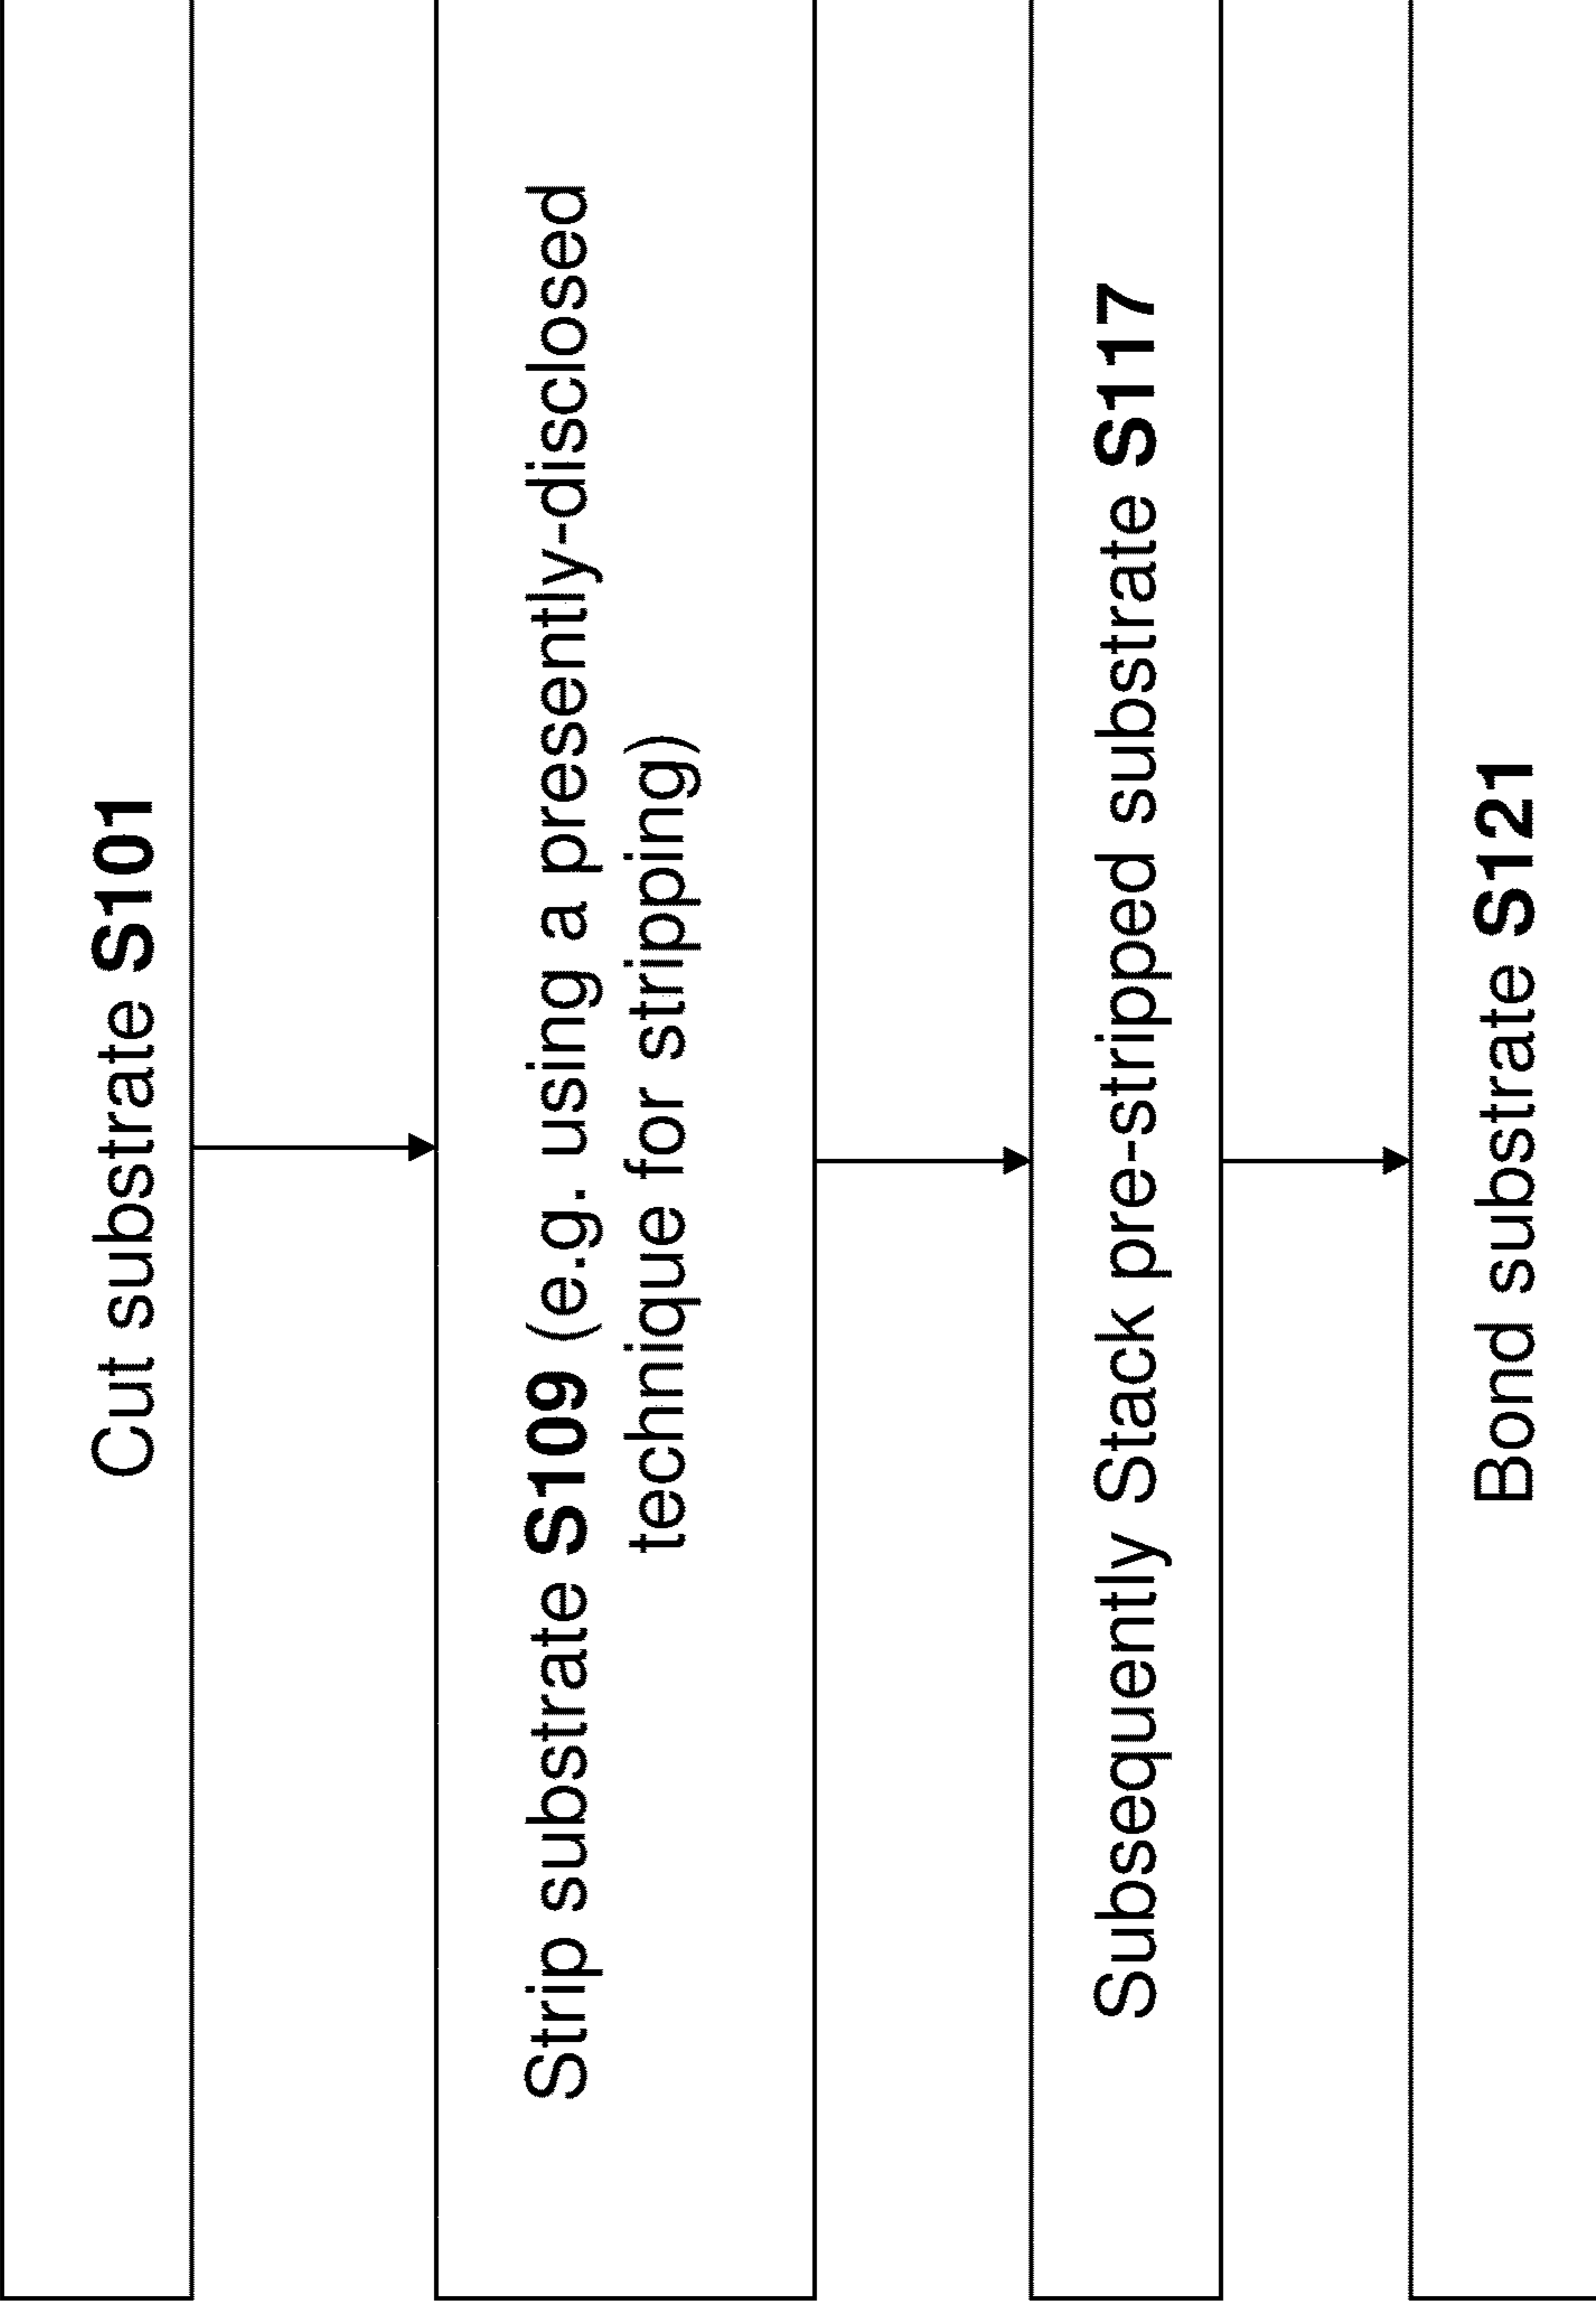 Cut substrate S101
Strip substrate S109 (e.g. using a presently-disclosed
technique for stripping)
Subsequently Stack pre-stripped substrate S117
Bond substrate S121